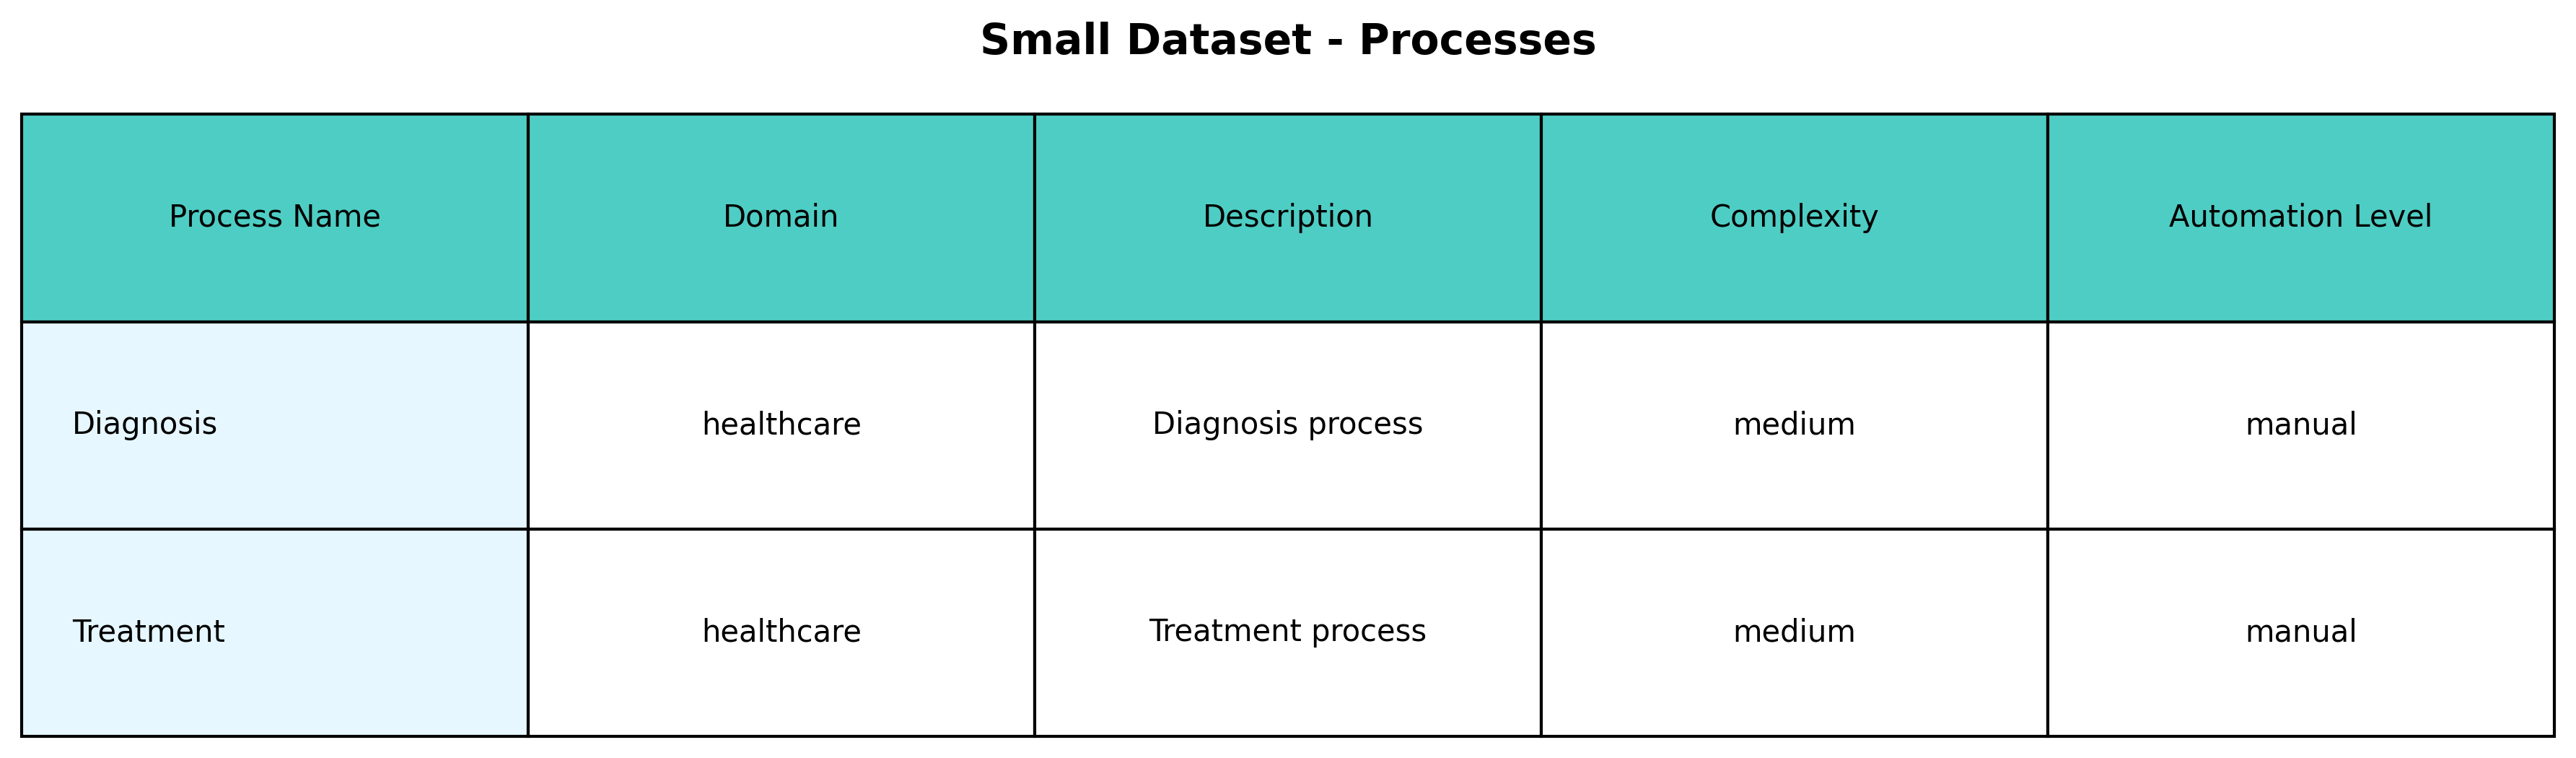 Small Dataset - Processes
Process Name Domain Description Complexity Automation Level
Diagnosis healthcare Diagnosis process medium manual
Treatment healthcare Treatment process medium manual